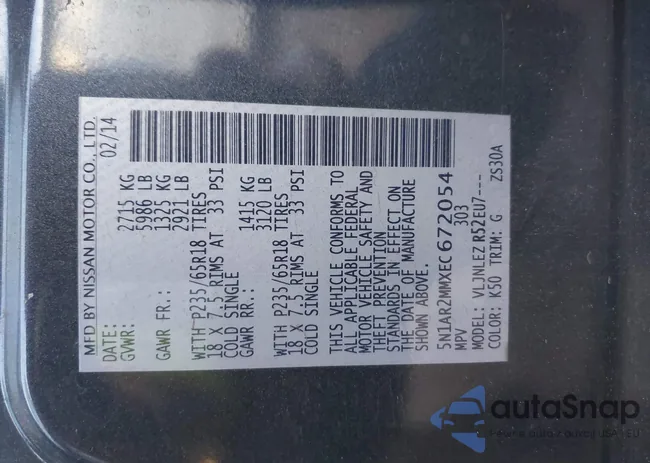 MFD BY NISSAN MOTOR CO., LTD.
DATE: 02/14
GVWR: 2715 KG
5986 LB
GAWR FR.: 1325 KG
2921 LB
WITH P235/65R18 TIRES
18 X 7.5 RIMS AT 33 PSI
COLD SINGLE
GAWR RR.: 1415 KG
3120 LB
WITH P235/65R18 TIRES
18 X 7.5 RIMS AT 33 PSI
COLD SINGLE
THIS VEHICLE CONFORMS TO
ALL APPLICABLE FEDERAL
MOTOR VEHICLE SAFETY AND
THEFT PREVENTION
STANDARDS IN EFFECT ON
THE DATE OF MANUFACTURE
SHOWN ABOVE.
5N1AR2MMXEC672054
MPV 303
MODEL: VLJNLEZ R52EU7---
COLOR: K50 TRIM: G ZS30A
autaSnap